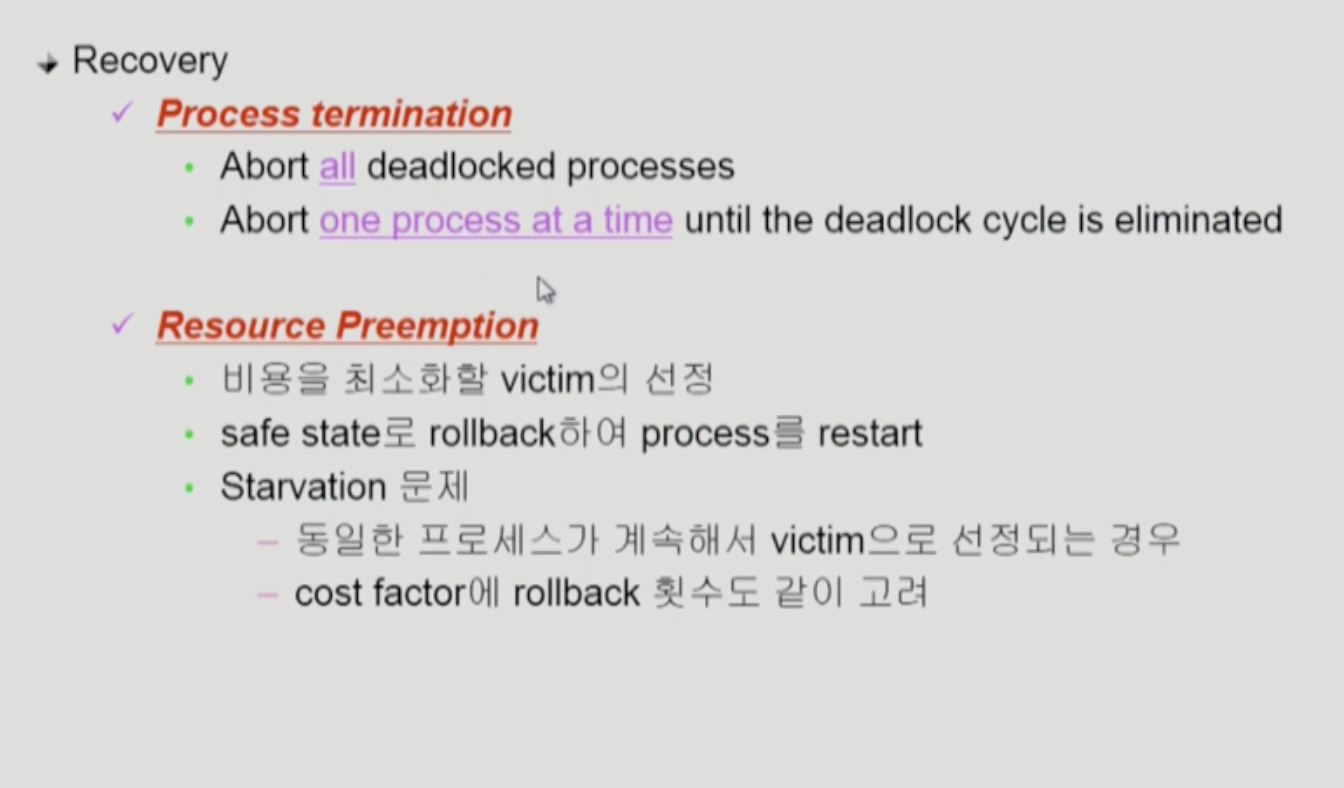 Recovery
Process termination
Abort all deadlocked processes
Abort one process at a time until the deadlock cycle is eliminated
Resource Preemption
비용을 최소화할 victim의 선정
safe state로 rollback하여 process를 restart
Starvation 문제
동일한 프로세스가 계속해서 victim으로 선정되는 경우
cost factor에 rollback 횟수도 같이 고려